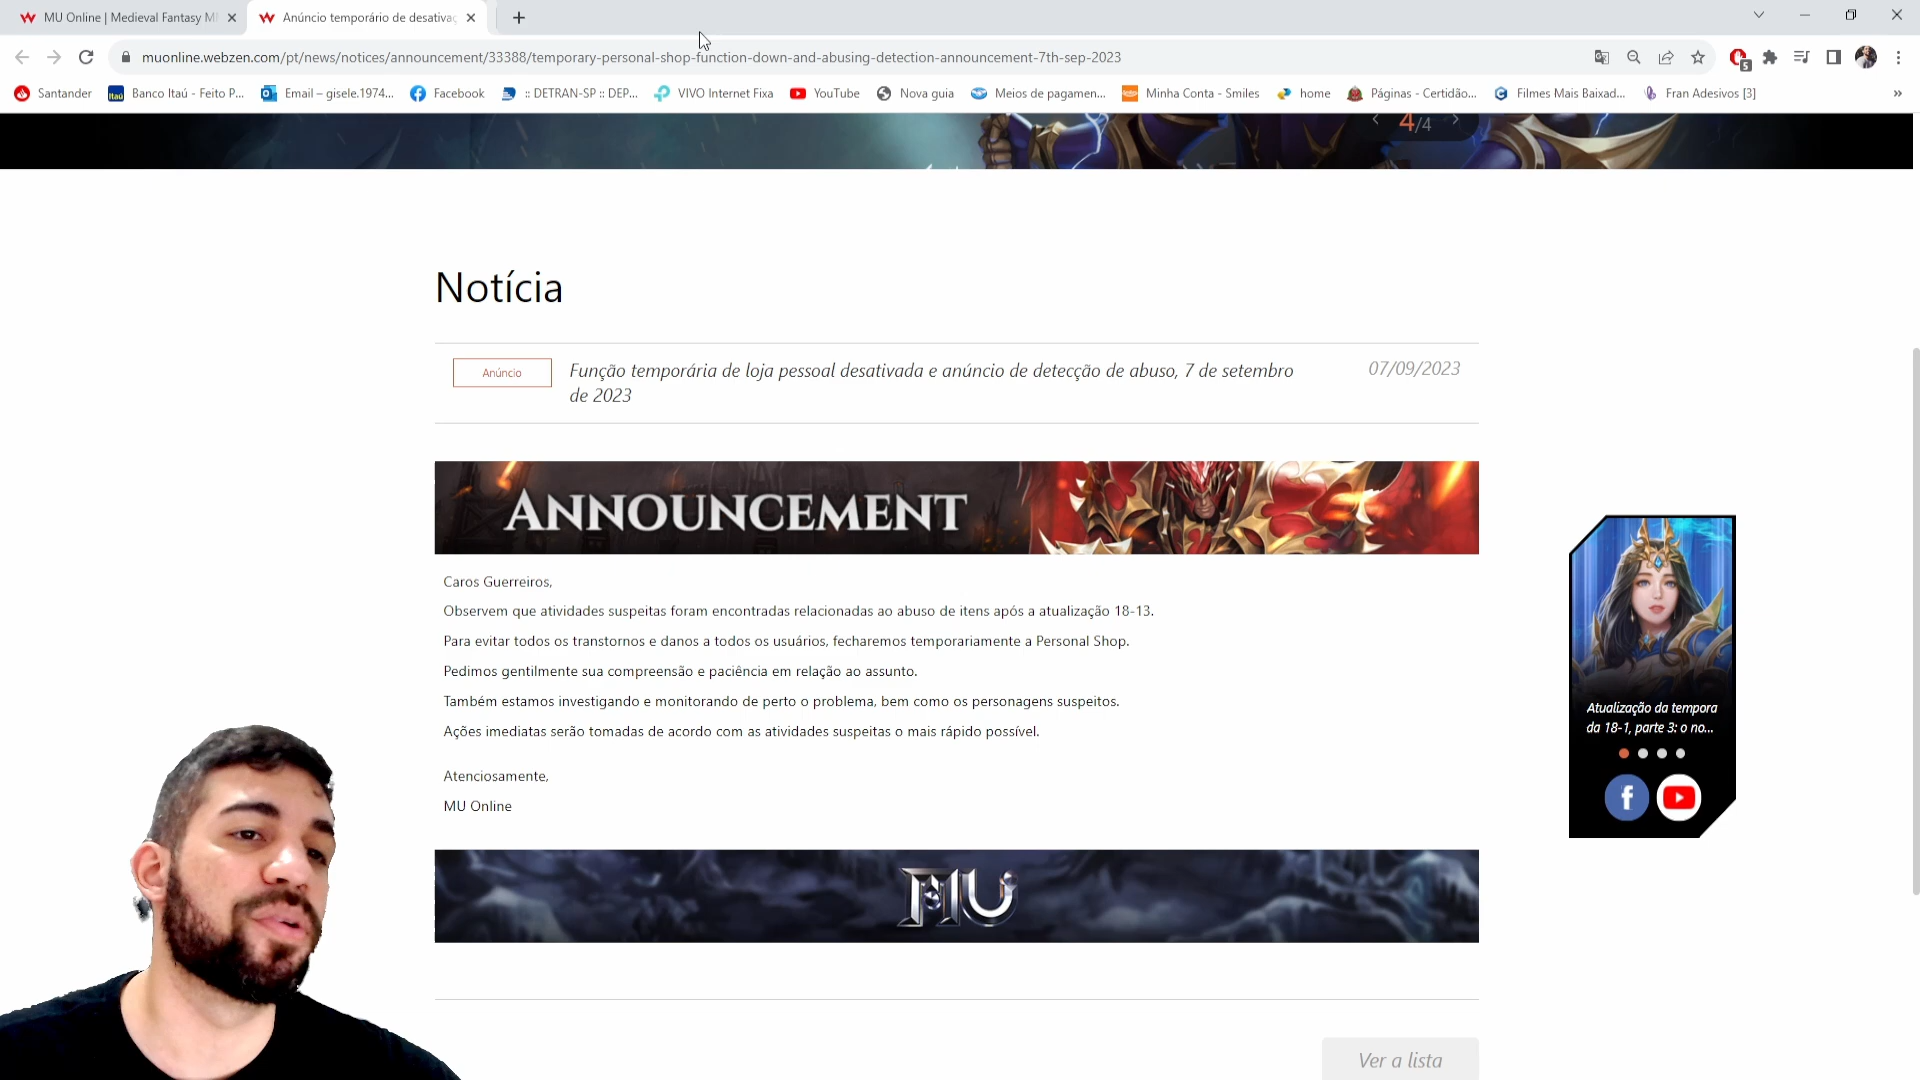 MU Online | Medieval Fantasy M
Anúncio temporário de desativaç
muonline.webzen.com/pt/news/notices/announcement/33388/temporary-personal-shop-function-down-and-abusing-detection-announcement-7th-sep-2023
5
Santander
Banco Itaú - Feito P...
Email – gisele.1974...
Facebook
:: DETRAN-SP :: DEP...
VIVO Internet Fixa
YouTube
Nova guia
Meios de pagamen...
Minha Conta - Smiles
home
Páginas - Certidão...
Filmes Mais Baixad...
Fran Adesivos [3]
»
4/4
Notícia
Anúncio
Função temporária de loja pessoal desativada e anúncio de detecção de abuso, 7 de setembro
de 2023
07/09/2023
ANNOUNCEMENT
Caros Guerreiros,
Observem que atividades suspeitas foram encontradas relacionadas ao abuso de itens após a atualização 18-13.
Para evitar todos os transtornos e danos a todos os usuários, fecharemos temporariamente a Personal Shop.
Pedimos gentilmente sua compreensão e paciência em relação ao assunto.
Também estamos investigando e monitorando de perto o problema, bem como os personagens suspeitos.
Ações imediatas serão tomadas de acordo com as atividades suspeitas o mais rápido possível.
Atenciosamente,
MU Online
MU
Atualização da tempora
da 18-1, parte 3: o no...
Ver a lista